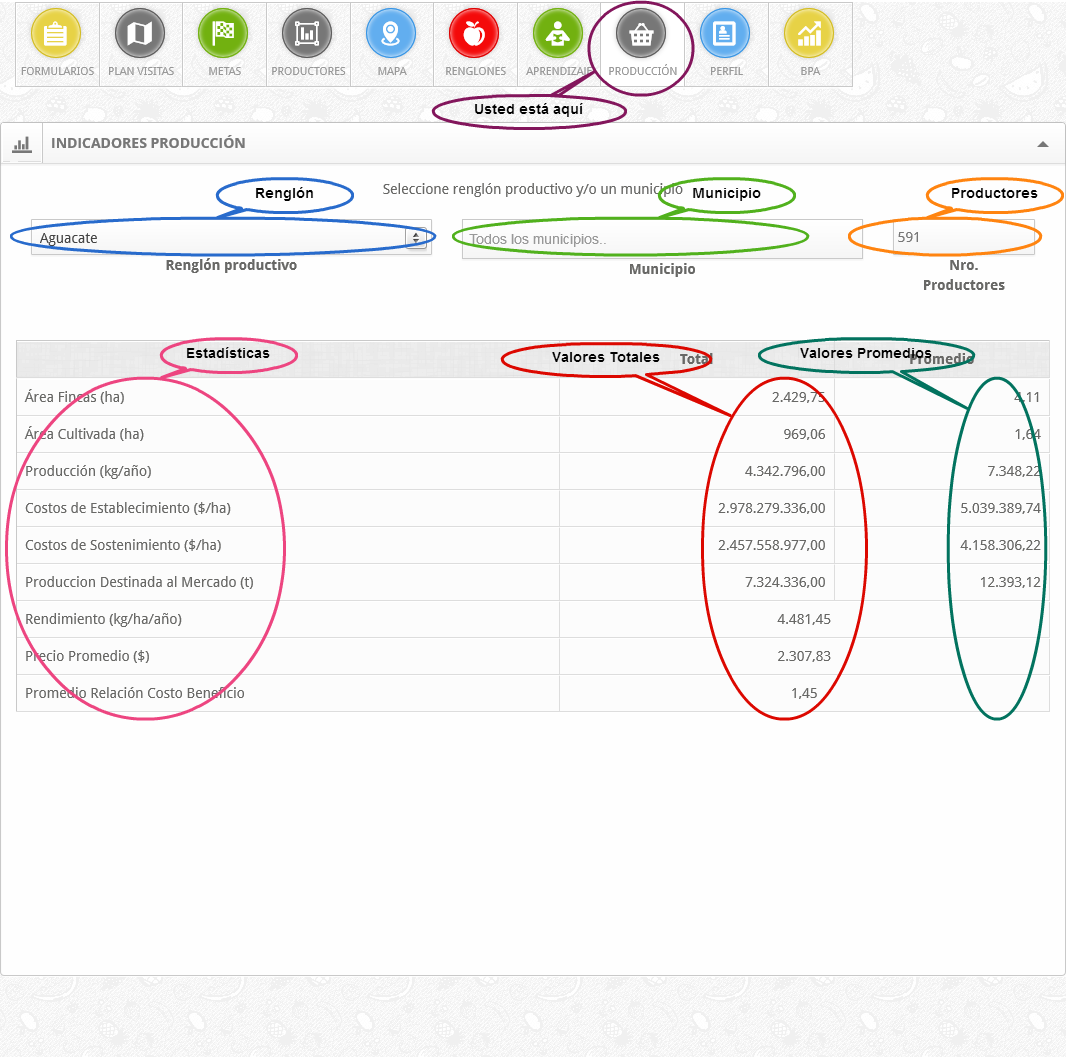 FORMULARIOS PLAN VISITAS METAS PRODUCTORES MAPA RENGLONES APRENDIZAJE PRODUCCIÓN PERFIL BPA
Usted está aquí
INDICADORES PRODUCCIÓN
Seleccione renglón productivo y/o un municipio
Renglón Municipio Productores
Aguacate Todos los municipios.. 591
Renglón productivo Municipio Nro. Productores
Estadísticas Valores Totales Total Valores Promedios Promedio
Área Fincas (ha) 2.429,75 4,11
Área Cultivada (ha) 969,06 1,64
Producción (kg/año) 4.342.796,00 7.348,22
Costos de Establecimiento ($/ha) 2.978.279.336,00 5.039.389,74
Costos de Sostenimiento ($/ha) 2.457.558.977,00 4.158.306,22
Produccion Destinada al Mercado (t) 7.324.336,00 12.393,12
Rendimiento (kg/ha/año) 4.481,45
Precio Promedio ($) 2.307,83
Promedio Relación Costo Beneficio 1,45